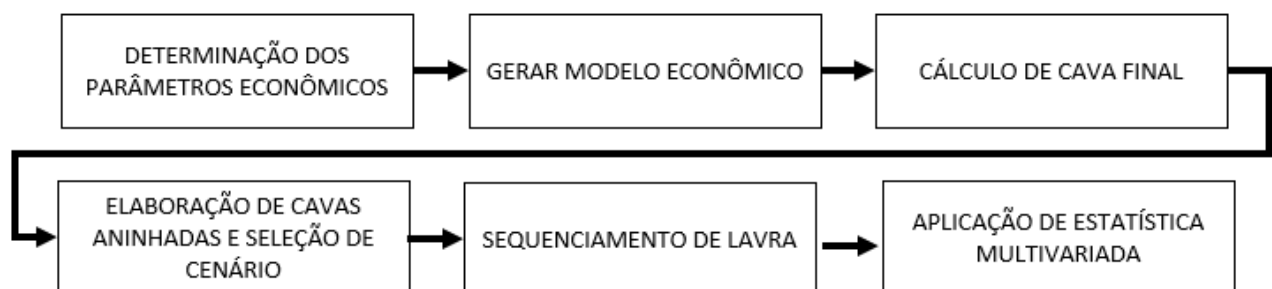 DETERMINAÇÃO DOS
PARÂMETROS ECONÔMICOS
GERAR MODELO ECONÔMICO
CÁLCULO DE CAVA FINAL
ELABORAÇÃO DE CAVAS
ANINHADAS E SELEÇÃO DE
CENÁRIO
SEQUENCIAMENTO DE LAVRA
APLICAÇÃO DE ESTATÍSTICA
MULTIVARIADA